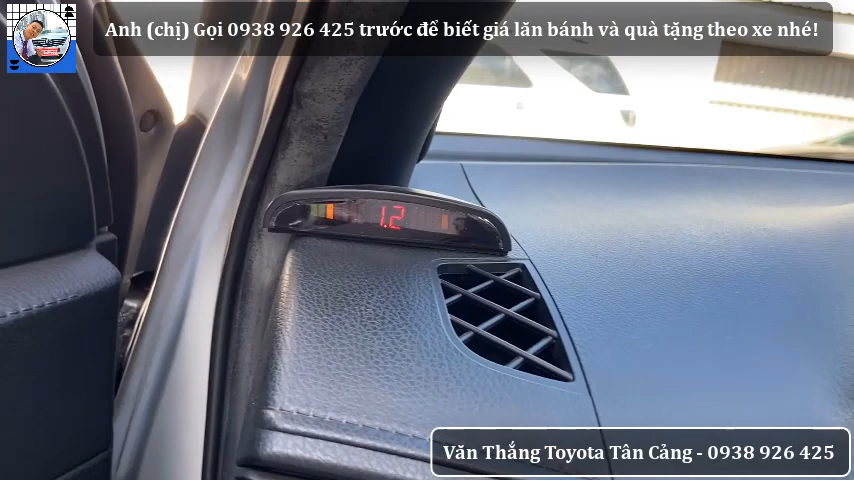 Anh (chị) Gọi 0938 926 425 trước để biết giá lăn bánh và quà tặng theo xe nhé!
1.2
Văn Thắng Toyota Tân Cảng - 0938 926 425